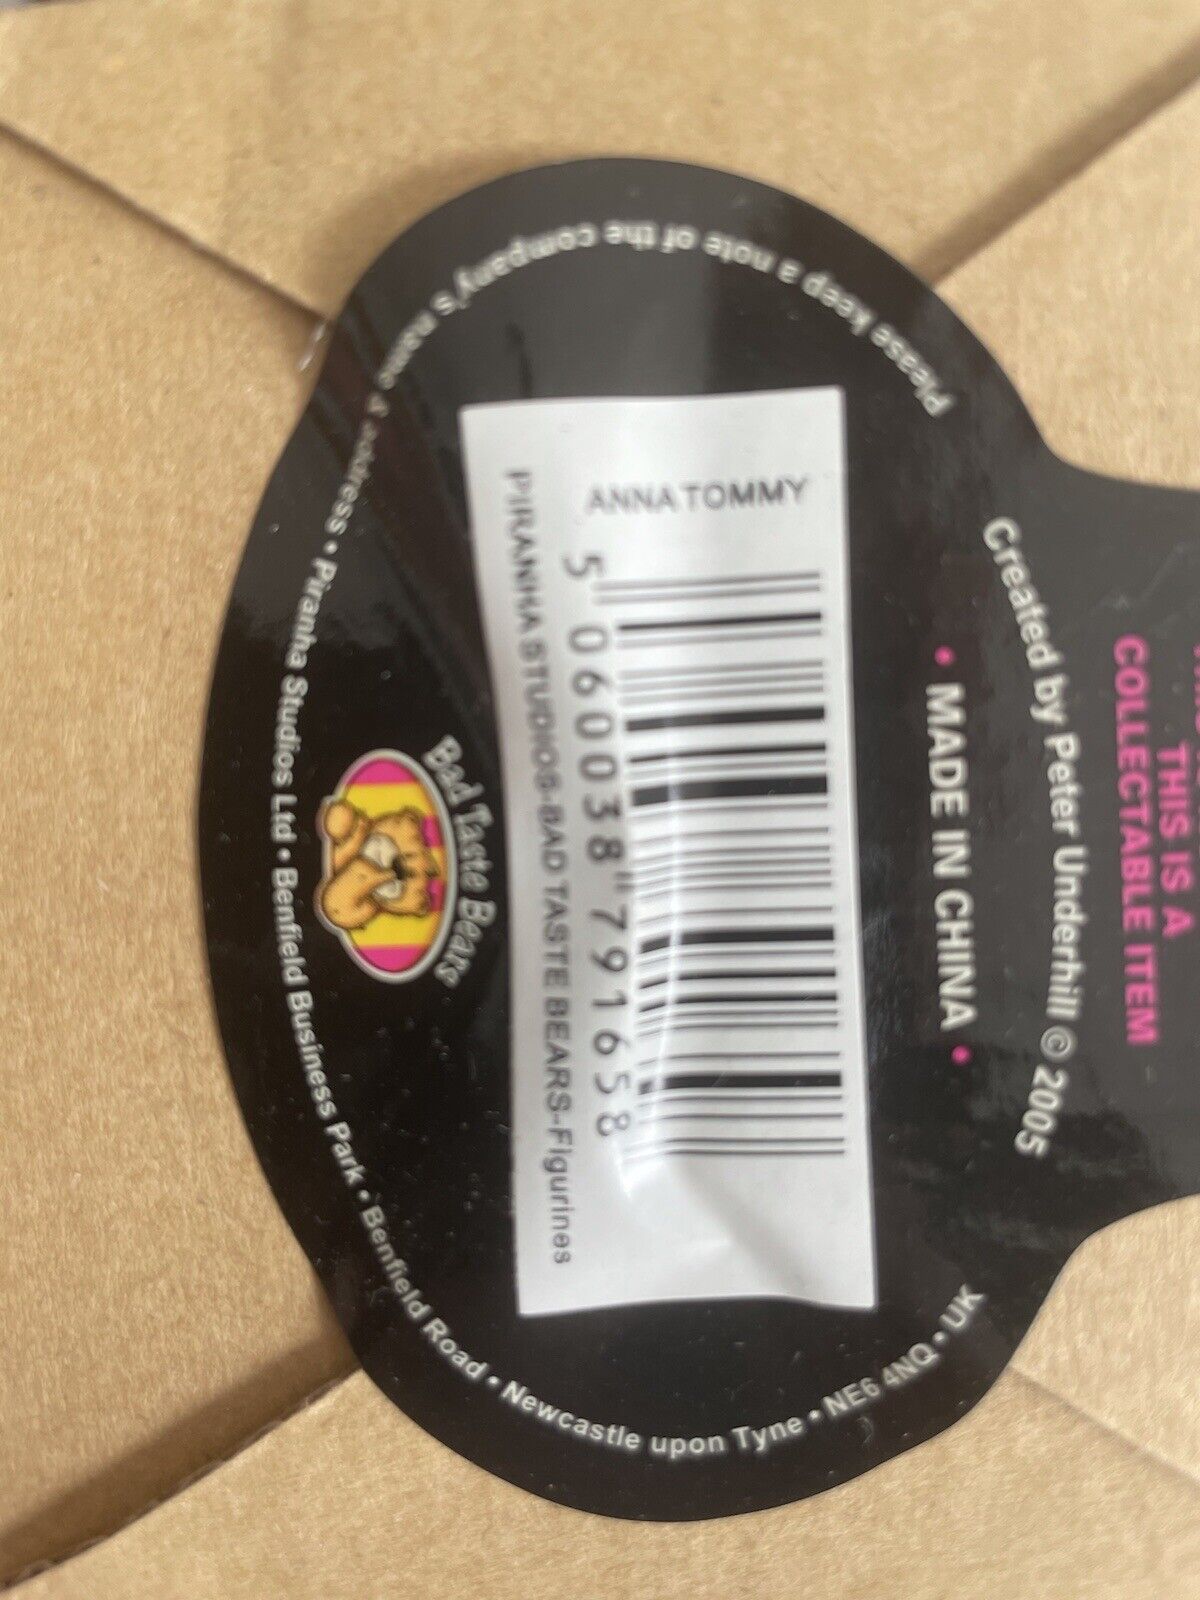 THIS IS A
COLLECTABLE ITEM
Created by Peter Underhill © 2005
• MADE IN CHINA •
ANNA TOMMY
5 060038 791658
PIRANHA STUDIOS-BAD TASTE BEARS-Figurines
Bad Taste Bears
Please keep a note of the company's name & address • Piranha Studios Ltd • Benfield Business Park • Benfield Road • Newcastle upon Tyne • NE6 4NQ • UK